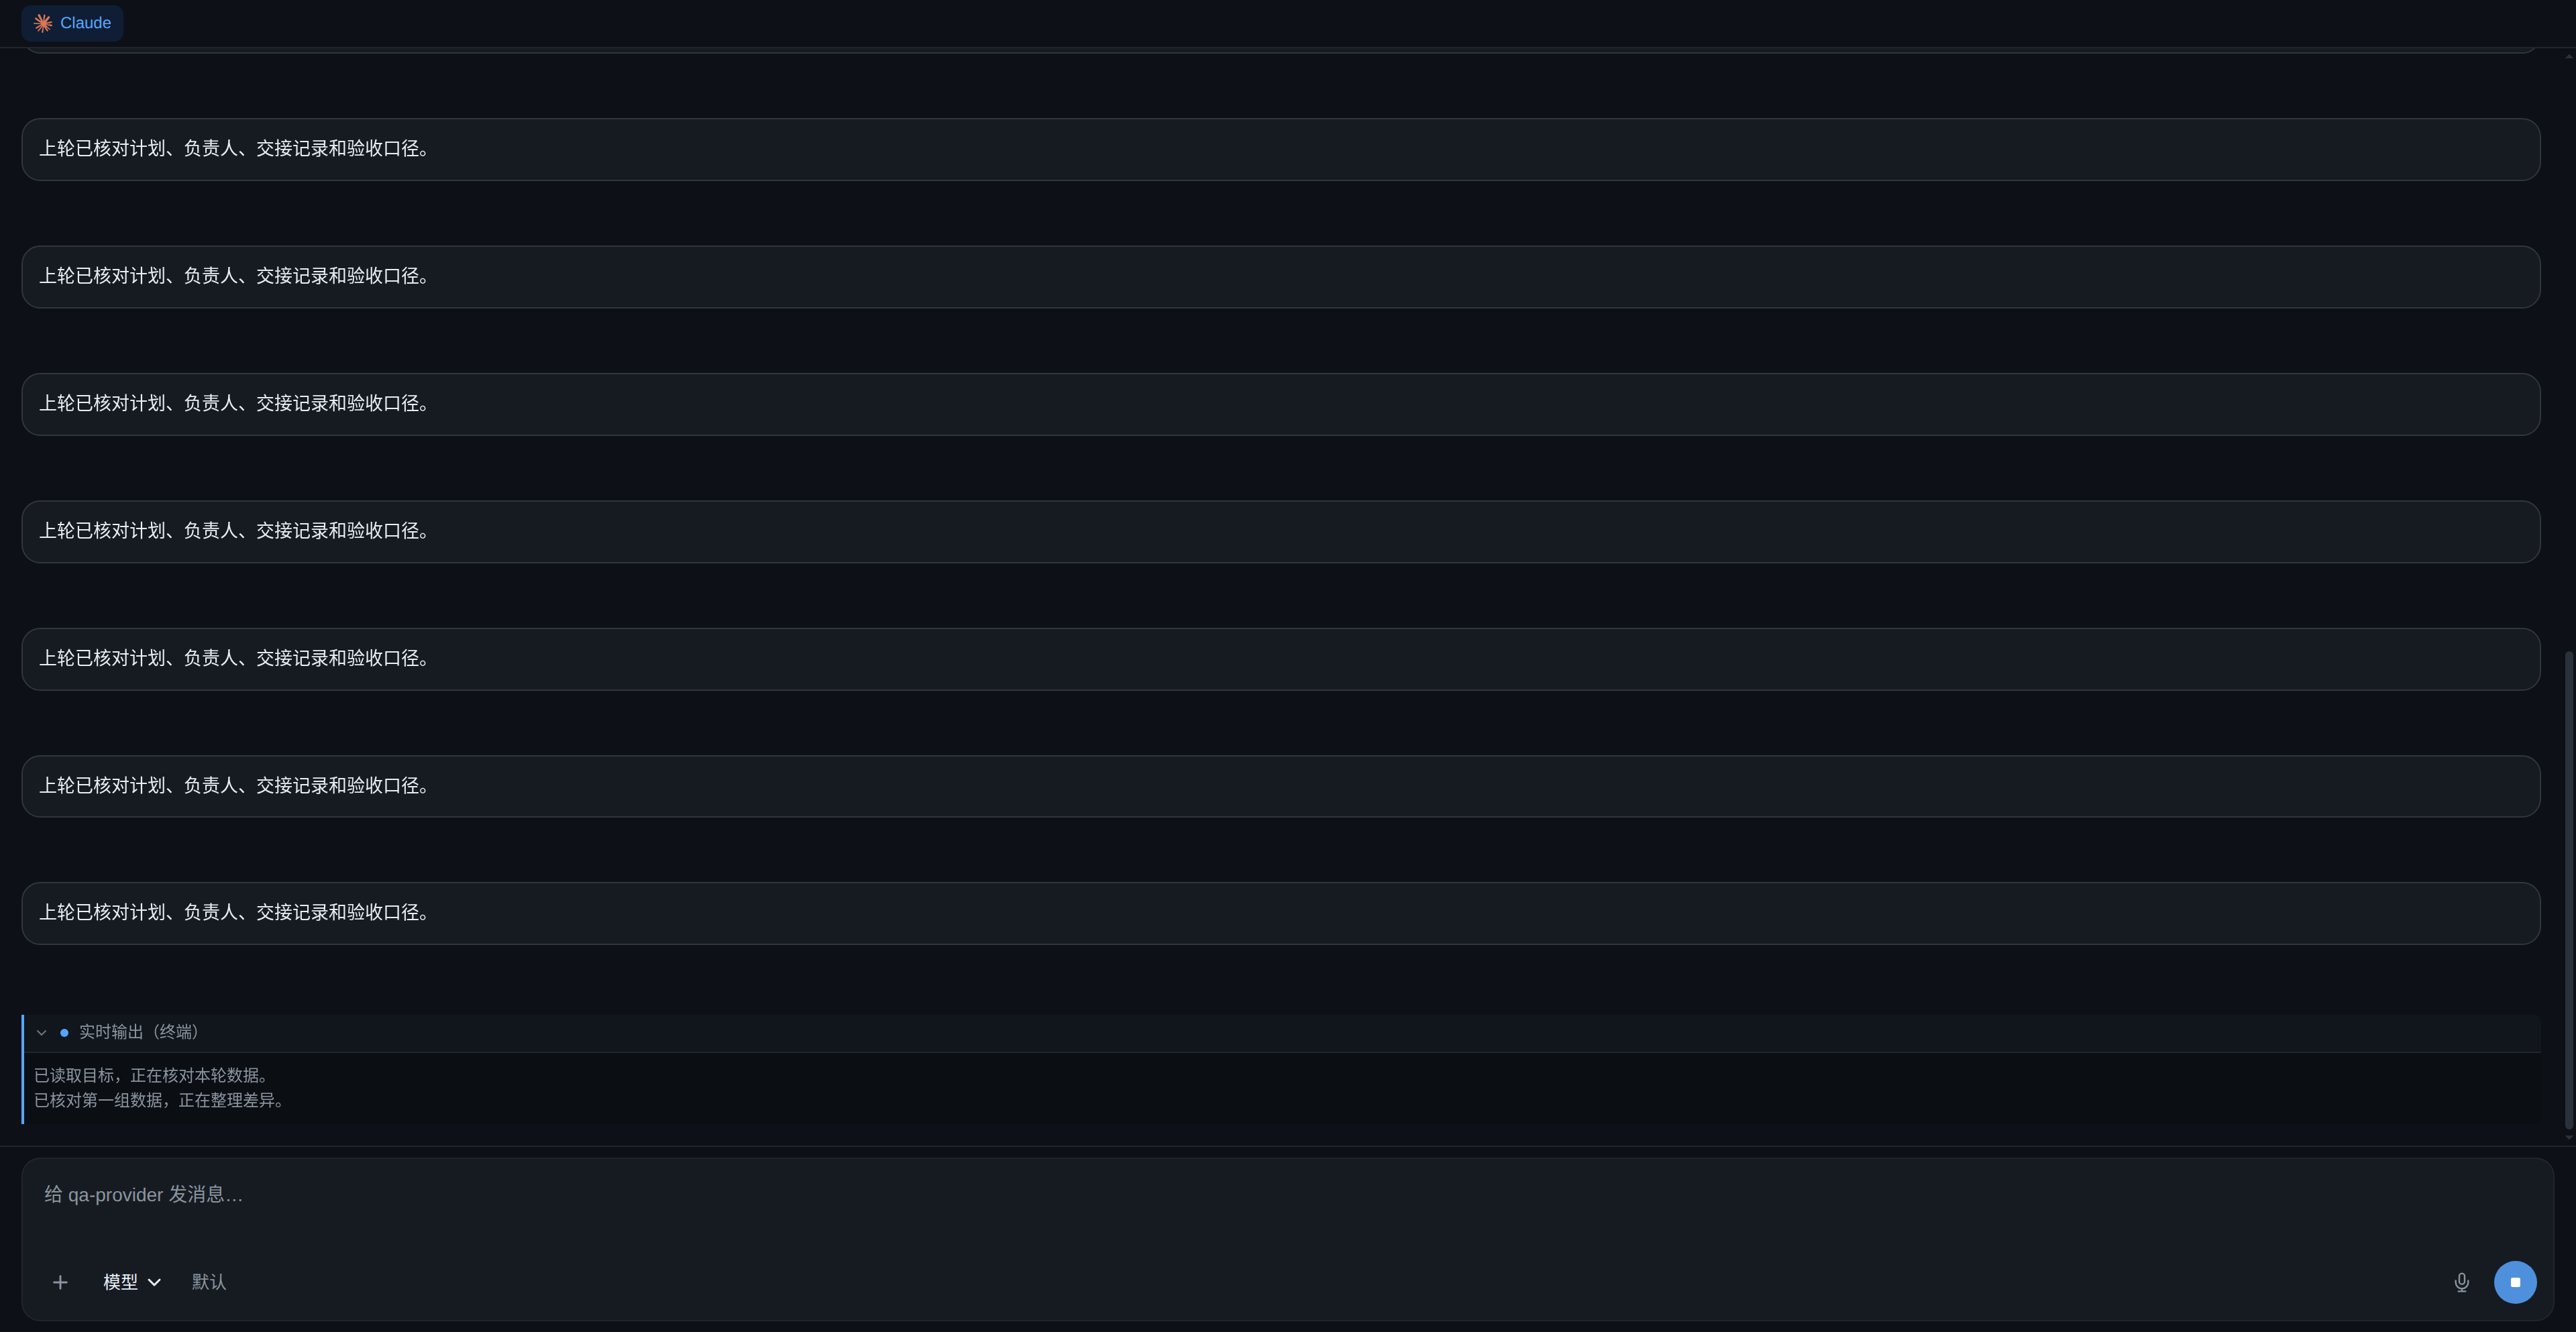 Claude
上轮已核对计划、负责人、交接记录和验收口径。
上轮已核对计划、负责人、交接记录和验收口径。
上轮已核对计划、负责人、交接记录和验收口径。
上轮已核对计划、负责人、交接记录和验收口径。
上轮已核对计划、负责人、交接记录和验收口径。
上轮已核对计划、负责人、交接记录和验收口径。
上轮已核对计划、负责人、交接记录和验收口径。
实时输出（终端）
已读取目标，正在核对本轮数据。
已核对第一组数据，正在整理差异。
给 qa-provider 发消息…
模型 默认